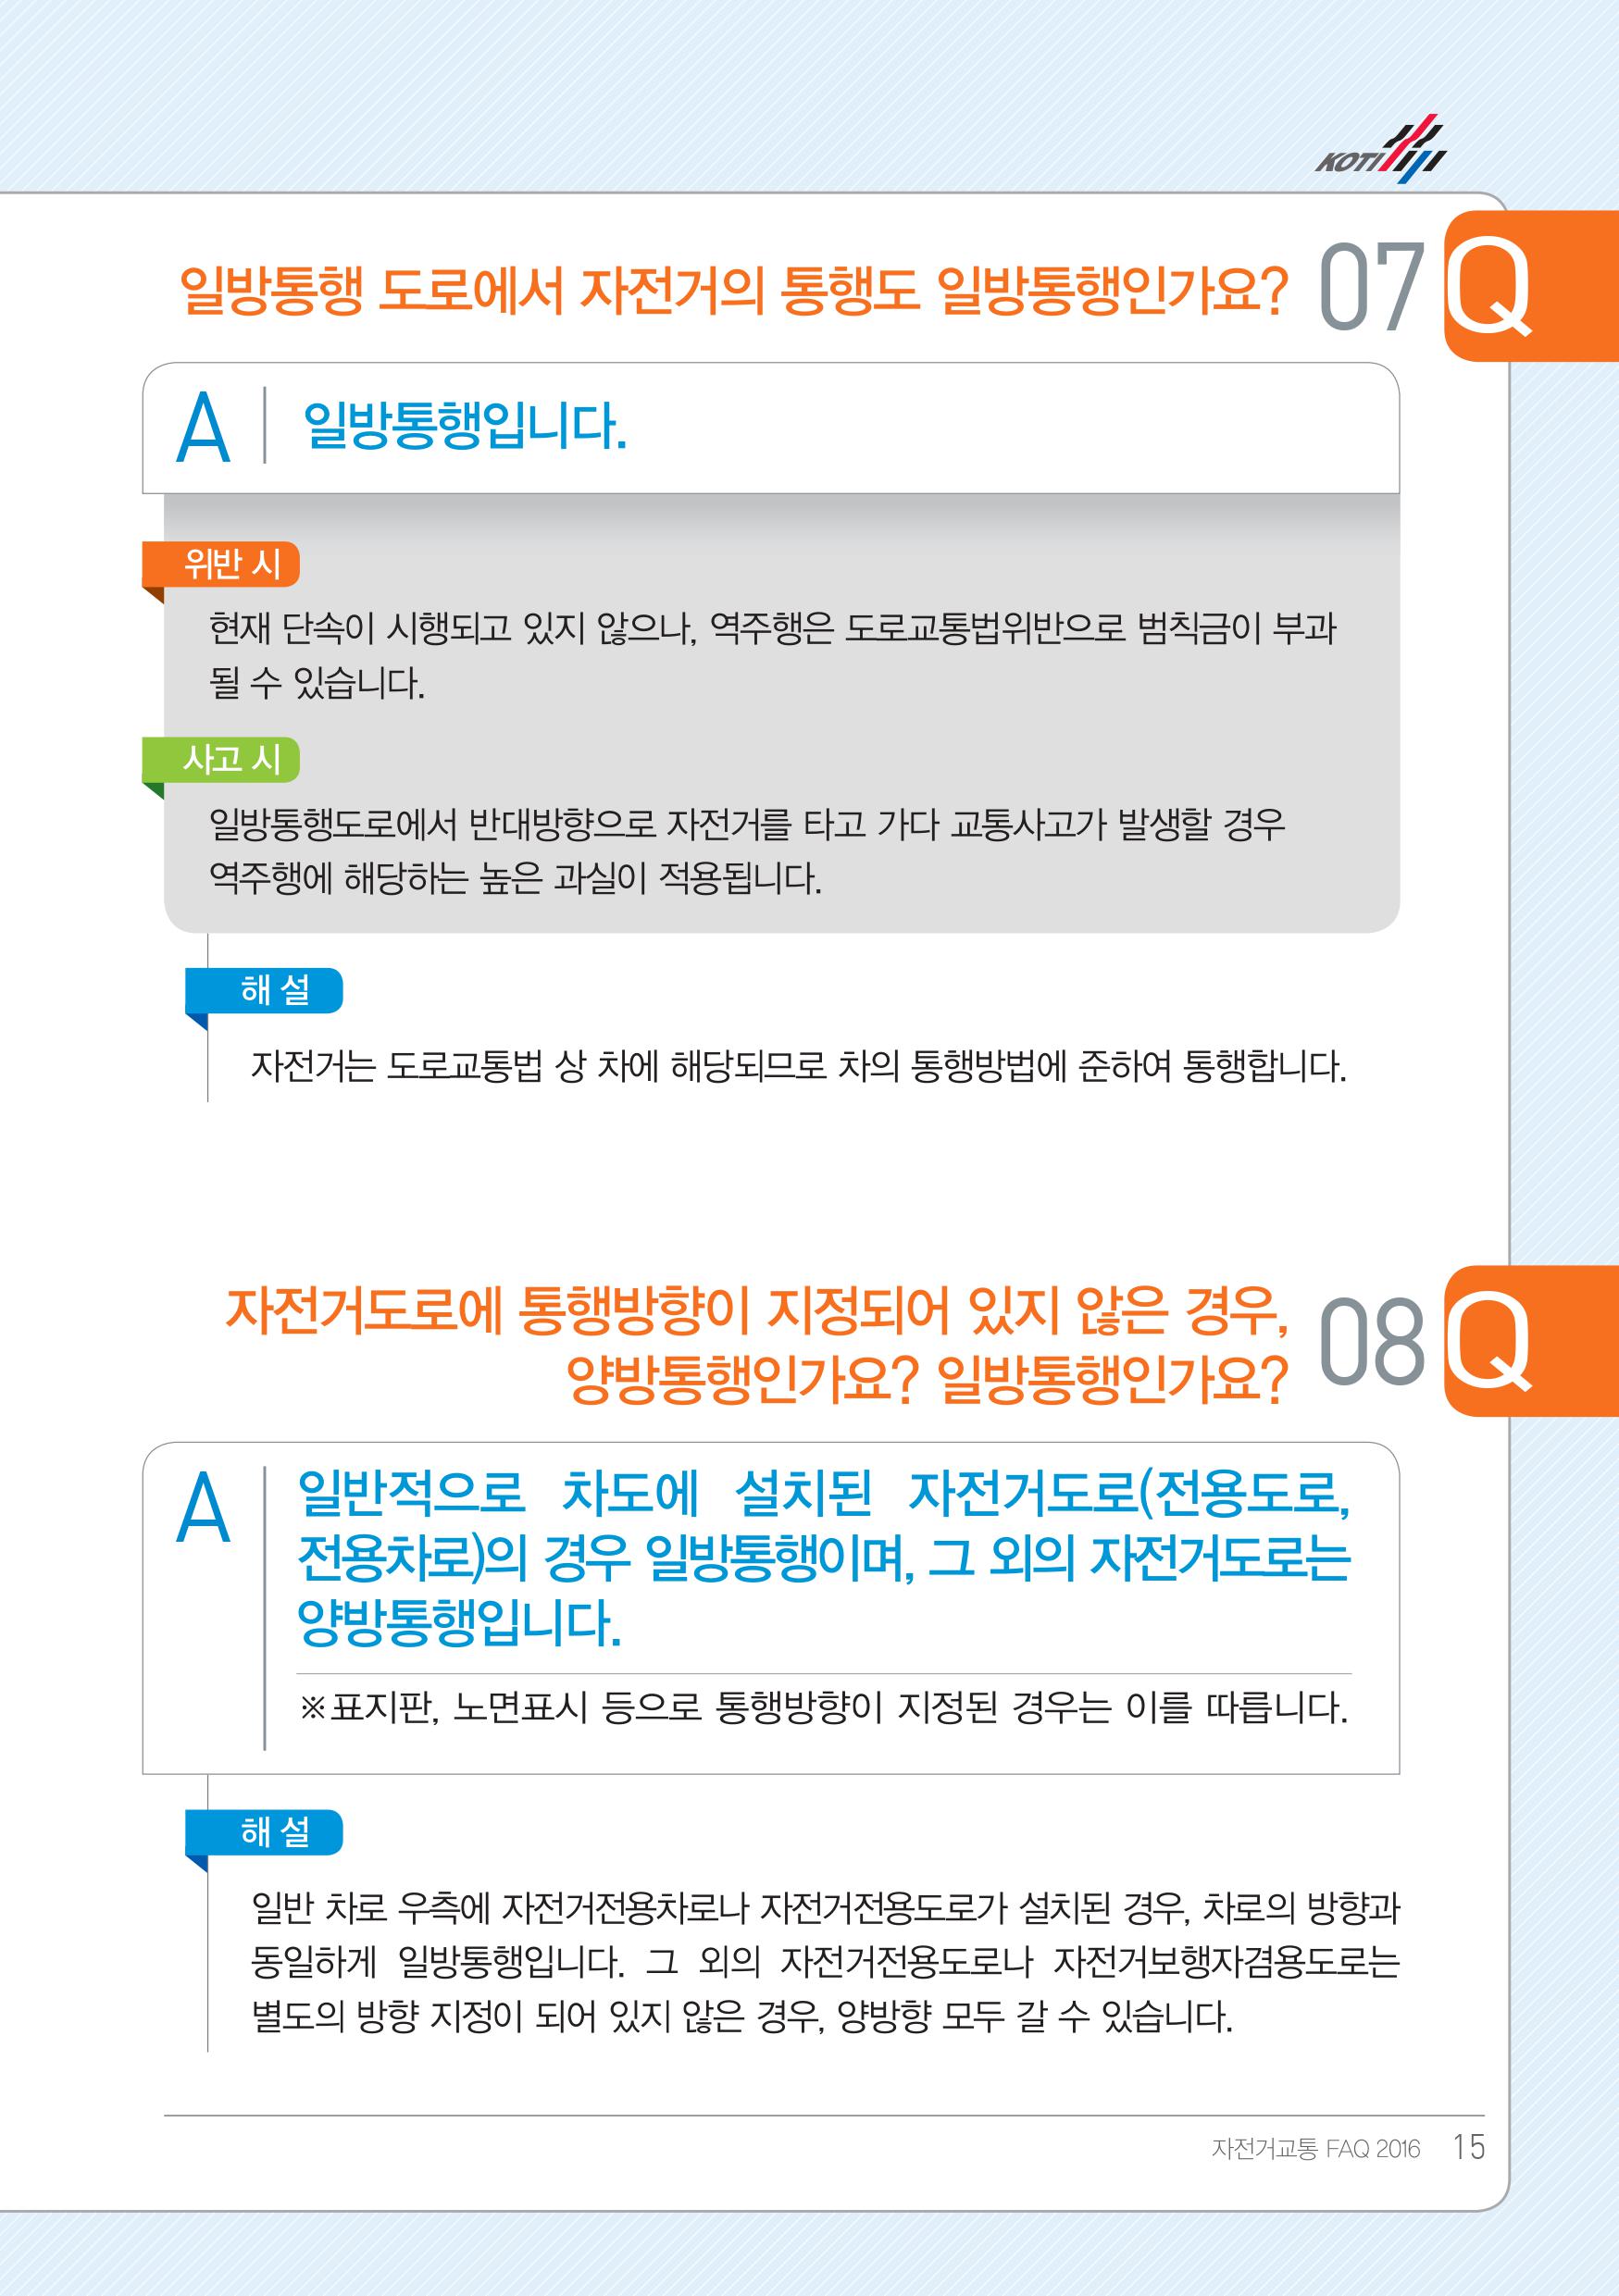 KOTI
일방통행 도로에서 자전거의 통행도 일방통행인가요? 07 Q
A 일방통행입니다.
위반 시
현재 단속이 시행되고 있지 않으나, 역주행은 도로교통법위반으로 범칙금이 부과
될 수 있습니다.
사고 시
일방통행도로에서 반대방향으로 자전거를 타고 가다 교통사고가 발생할 경우
역주행에 해당하는 높은 과실이 적용됩니다.
해 설
자전거는 도로교통법 상 차에 해당되므로 차의 통행방법에 준하여 통행합니다.
자전거도로에 통행방향이 지정되어 있지 않은 경우,
양방통행인가요? 일방통행인가요? 08 Q
A 일반적으로 차도에 설치된 자전거도로(전용도로,
전용차로)의 경우 일방통행이며, 그 외의 자전거도로는
양방통행입니다.
※표지판, 노면표시 등으로 통행방향이 지정된 경우는 이를 따릅니다.
해 설
일반 차로 우측에 자전거전용차로나 자전거전용도로가 설치된 경우, 차로의 방향과
동일하게 일방통행입니다. 그 외의 자전거전용도로나 자전거보행자겸용도로는
별도의 방향 지정이 되어 있지 않은 경우, 양방향 모두 갈 수 있습니다.
자전거교통 FAQ 2016 15